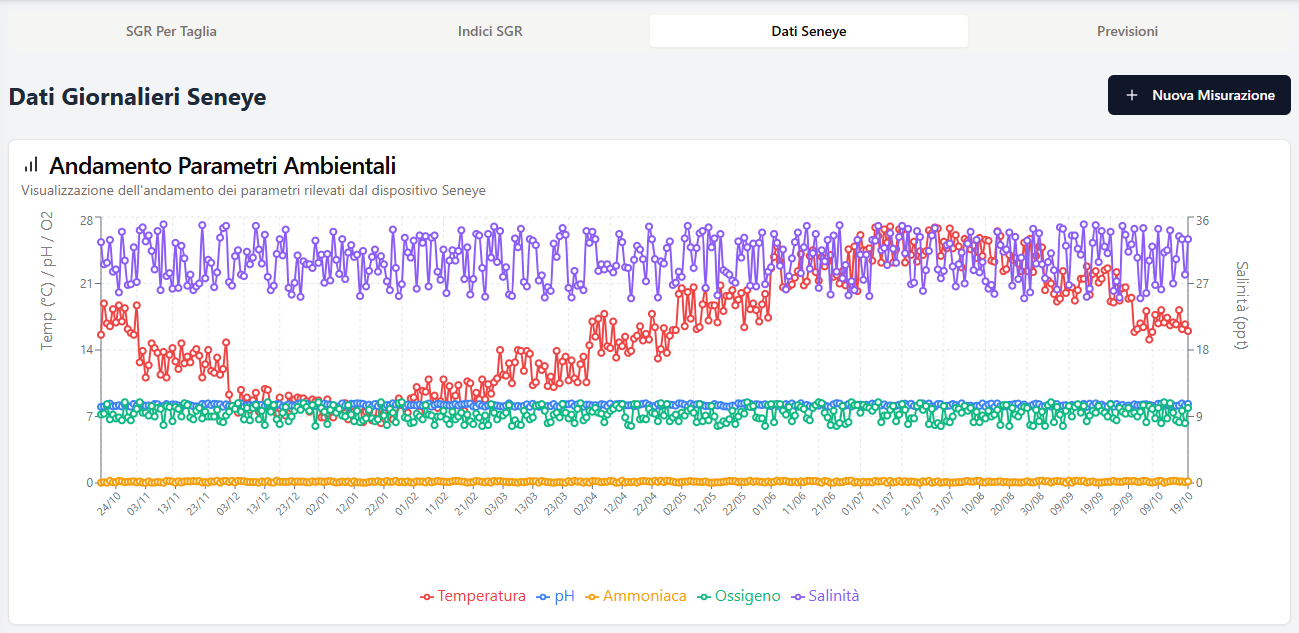 SGR Per Taglia Indici SGR Dati Seneye Previsioni
Dati Giornalieri Seneye
+ Nuova Misurazione
Andamento Parametri Ambientali
Visualizzazione dell'andamento dei parametri rilevati dal dispositivo Seneye
Temp (°C) / pH / O2
28
21
14
7
0
36
27
18
9
0
Salinità (ppt)
24/10 03/11 13/11 23/11 03/12 13/12 23/12 02/01 12/01 22/01 01/02 11/02 21/02 03/03 13/03 23/03 02/04 12/04 22/04 02/05 12/05 22/05 01/06 11/06 21/06 01/07 11/07 21/07 31/07 10/08 20/08 30/08 09/09 19/09 29/09 09/10 19/10
Temperatura pH Ammoniaca Ossigeno Salinità